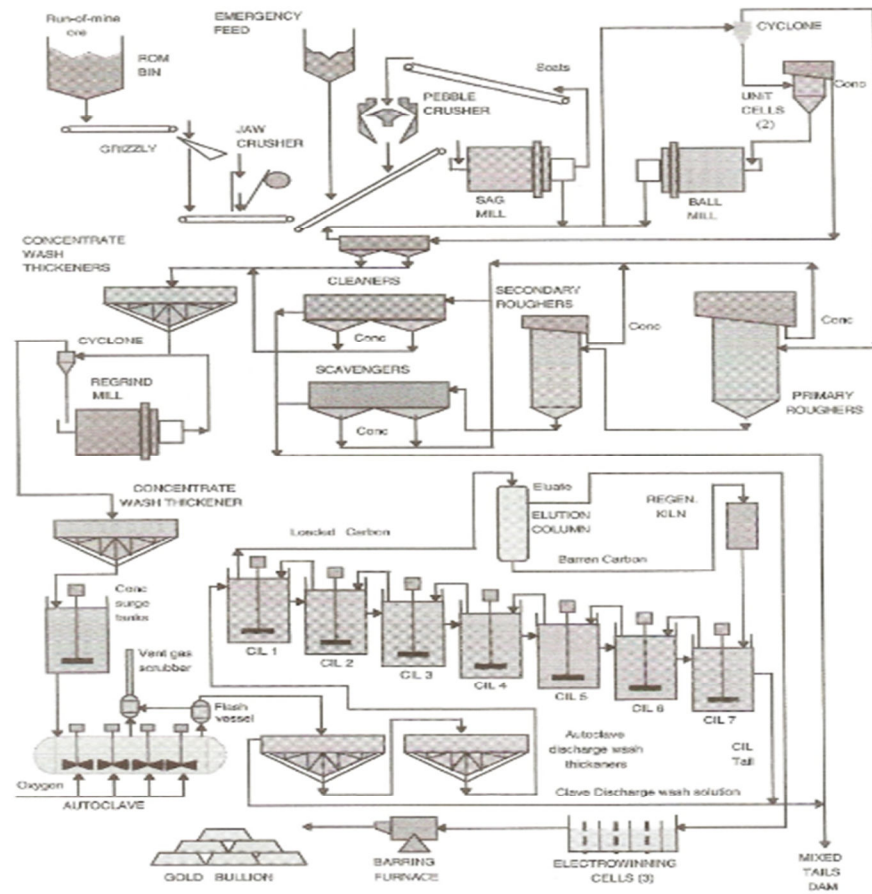 Run-of-mine
ore
ROM
BIN
EMERGENCY
FEED
GRIZZLY
JAW
CRUSHER
PEBBLE
CRUSHER
Scats
SAG
MILL
CYCLONE
Conc
UNIT
CELLS
(2)
BALL
MILL
CONCENTRATE
WASH
THICKENERS
CLEANERS
Conc
SECONDARY
ROUGHERS
Conc
Conc
CYCLONE
REGRIND
MILL
SCAVENGERS
Conc
PRIMARY
ROUGHERS
CONCENTRATE
WASH THICKENER
Loaded Carbon
Eluate
ELUTION
COLUMN
Barren Carbon
REGEN.
KILN
Conc
surge
tanks
CIL 1
CIL 2
CIL 3
CIL 4
CIL 5
CIL 6
CIL 7
Vent gas
scrubber
Flash
vessel
Oxygen
AUTOCLAVE
Autoclave
discharge wash
thickeners
Clave Discharge wash solution
CIL
Tail
GOLD BULLION
BARRING
FURNACE
ELECTROWINNING
CELLS (3)
MIXED
TAILS
DAM